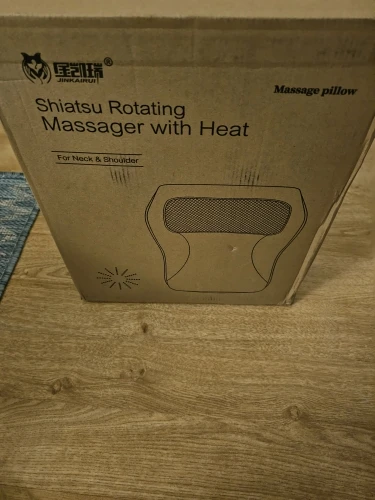 JINKAIRUI
®
Massage pillow
Shiatsu Rotating
Massager with Heat
For Neck & Shoulder